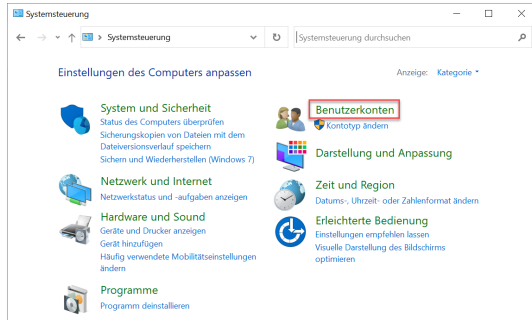 Systemsteuerung
Systemsteuerung
Systemsteuerung durchsuchen
Einstellungen des Computers anpassen
Anzeige: Kategorie
System und Sicherheit
Status des Computers überprüfen
Sicherungskopien von Dateien mit dem
Dateiversionsverlauf speichern
Sichern und Wiederherstellen (Windows 7)
Netzwerk und Internet
Netzwerkstatus und -aufgaben anzeigen
Hardware und Sound
Geräte und Drucker anzeigen
Gerät hinzufügen
Häufig verwendete Mobilitätseinstellungen
ändern
Programme
Programm deinstallieren
Benutzerkonten
Kontotyp ändern
Darstellung und Anpassung
Zeit und Region
Datums-, Uhrzeit- oder Zahlenformat ändern
Erleichterte Bedienung
Einstellungen empfehlen lassen
Visuelle Darstellung des Bildschirms
optimieren